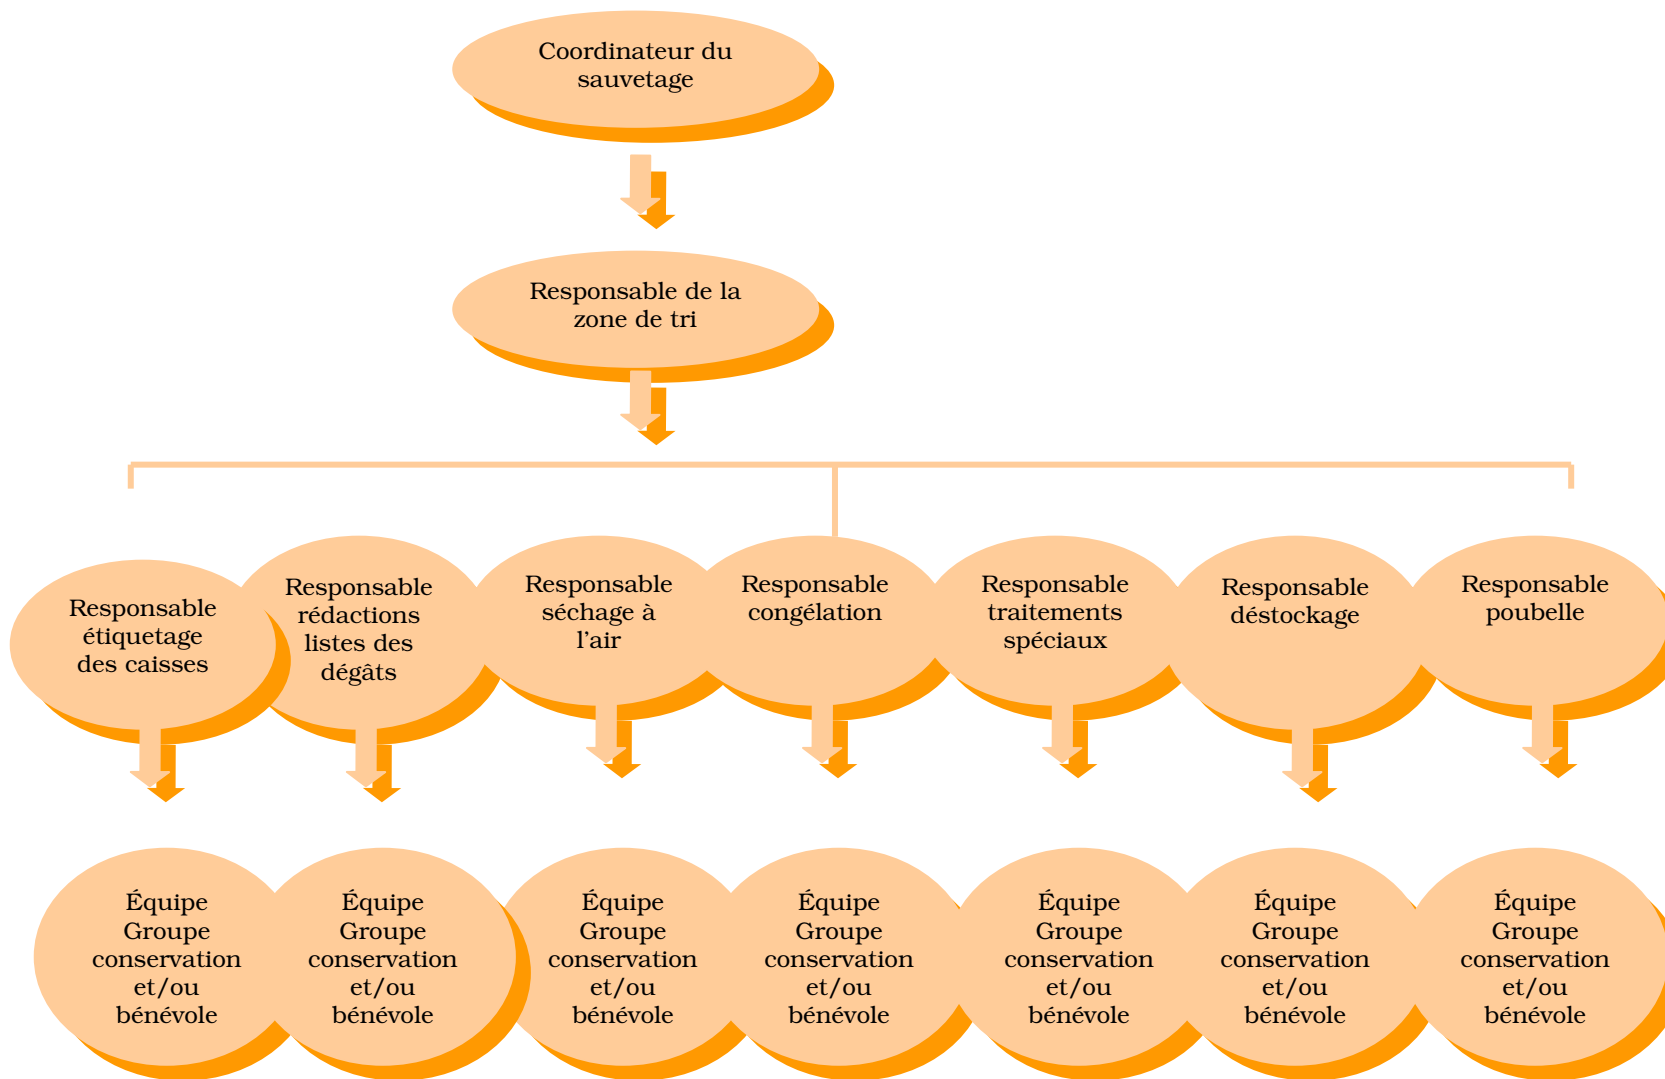 Coordinateur du
sauvetage
Responsable de la
zone de tri
Responsable
étiquetage
des caisses
Responsable
rédactions
listes des
dégâts
Responsable
séchage à
l'air
Responsable
congélation
Responsable
traitements
spéciaux
Responsable
déstockage
Responsable
poubelle
Équipe
Groupe
conservation
et/ou
bénévole
Équipe
Groupe
conservation
et/ou
bénévole
Équipe
Groupe
conservation
et/ou
bénévole
Équipe
Groupe
conservation
et/ou
bénévole
Équipe
Groupe
conservation
et/ou
bénévole
Équipe
Groupe
conservation
et/ou
bénévole
Équipe
Groupe
conservation
et/ou
bénévole